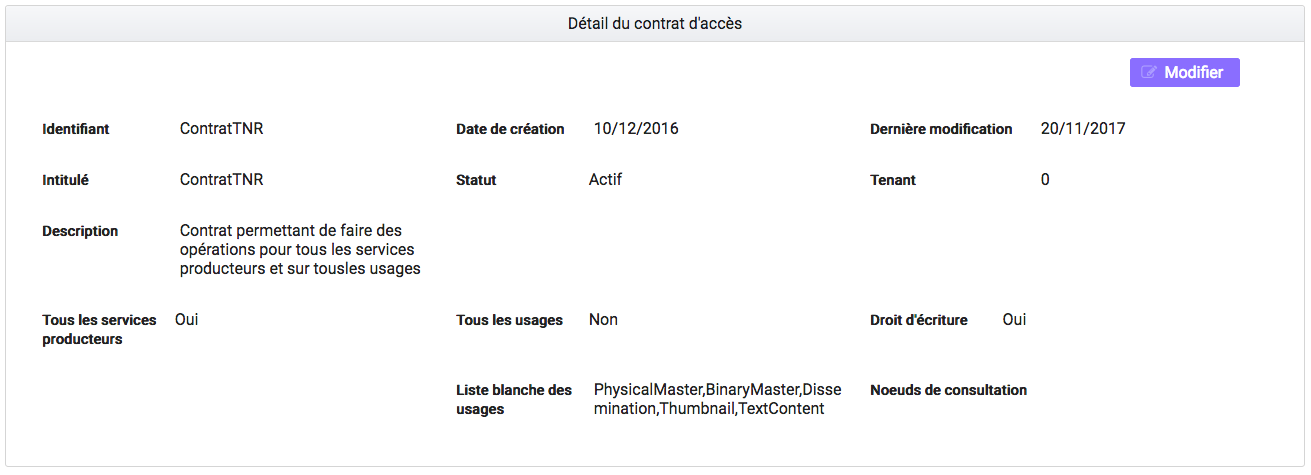 Détail du contrat d'accès
Modifier
Identifiant ContratTNR Date de création 10/12/2016 Dernière modification 20/11/2017
Intitulé ContratTNR Statut Actif Tenant 0
Description Contrat permettant de faire des
opérations pour tous les services
producteurs et sur tousles usages
Tous les services Oui Tous les usages Non Droit d'écriture Oui
producteurs
Liste blanche des PhysicalMaster,BinaryMaster,Disse Noeuds de consultation
usages mination,Thumbnail,TextContent